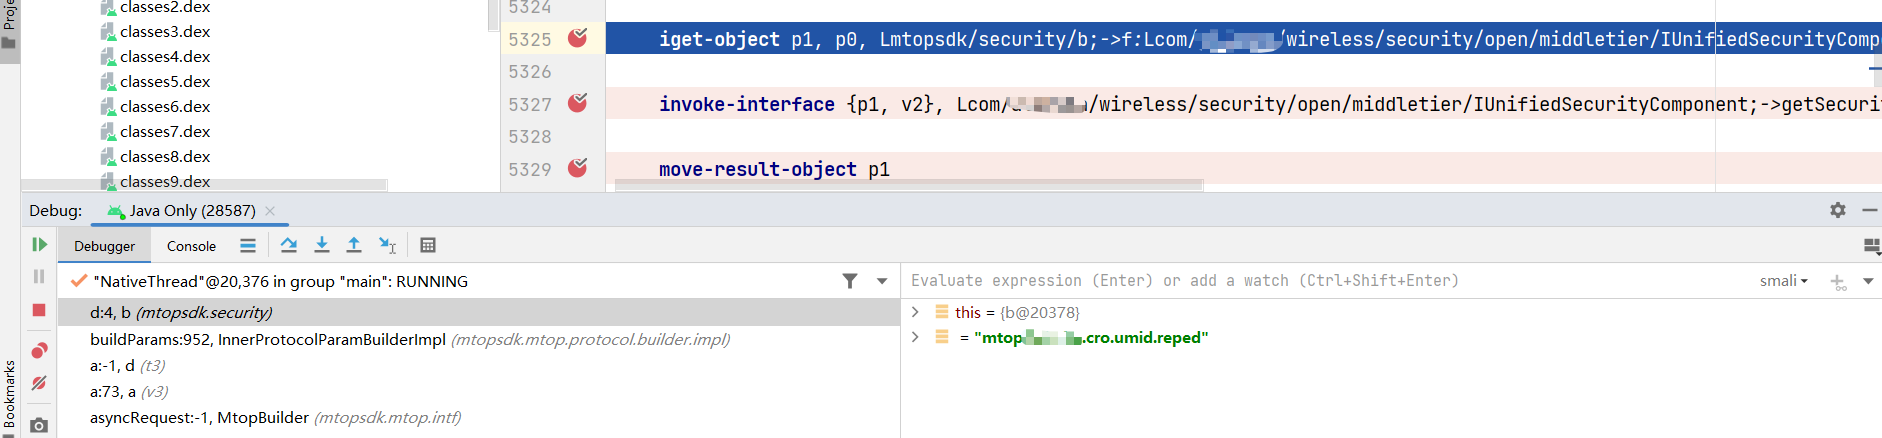 Proje
classes2.dex
classes3.dex
classes4.dex
classes5.dex
classes6.dex
classes7.dex
classes8.dex
classes9.dex
5324
5325 iget-object p1, p0, Lmtopsdk/security/b;->f:Lcom/ /wireless/security/open/middletier/IUnifiedSecurityCompon
5326
5327 invoke-interface {p1, v2}, Lcom/ /wireless/security/open/middletier/IUnifiedSecurityComponent;->getSecuri
5328
5329 move-result-object p1
Debug: Java Only (28587)
Debugger Console
"NativeThread"@20,376 in group "main": RUNNING
d:4, b (mtopsdk.security)
buildParams:952, InnerProtocolParamBuilderImpl (mtopsdk.mtop.protocol.builder.impl)
a:-1, d (t3)
a:73, a (v3)
asyncRequest:-1, MtopBuilder (mtopsdk.mtop.intf)
Evaluate expression (Enter) or add a watch (Ctrl+Shift+Enter) smali
this = {b@20378}
= "mtop .cro.umid.reped"
Bookmarks